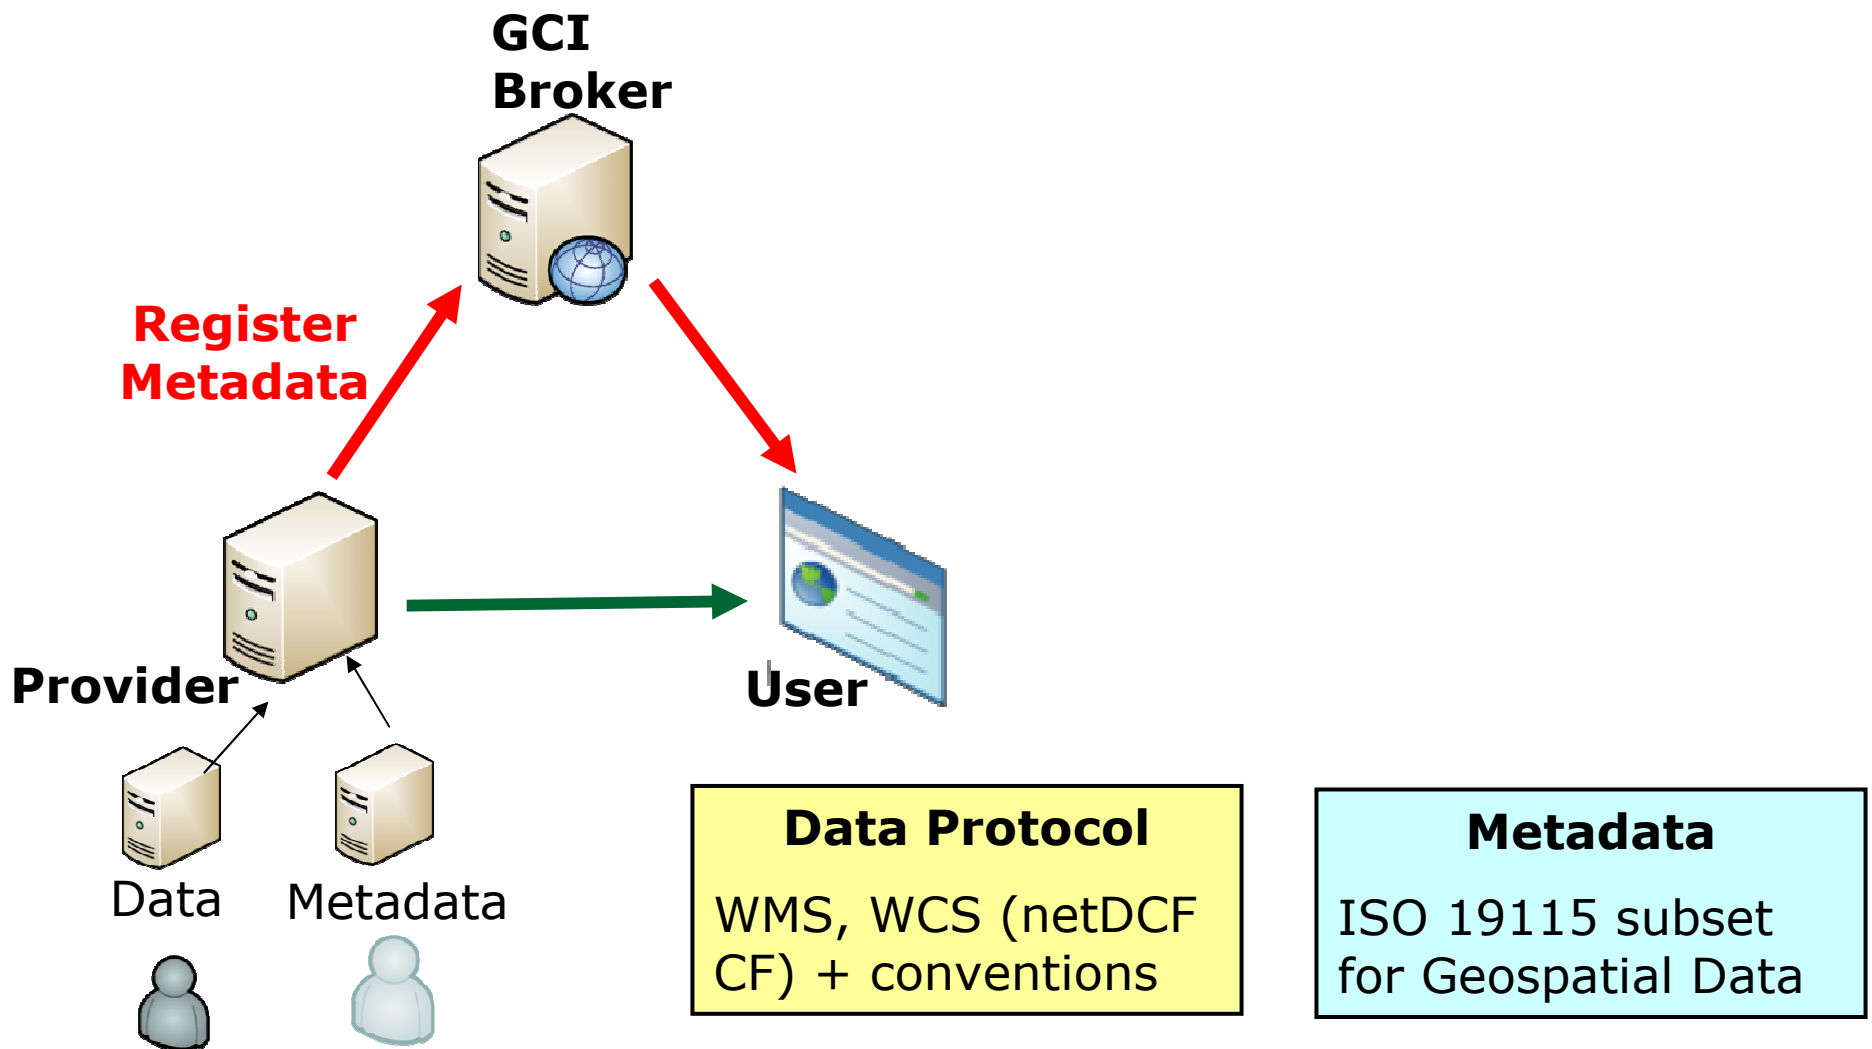 GCI
Broker
Register
Metadata
Provider
User
Data
Metadata
Data Protocol
WMS, WCS (netDCF
CF) + conventions
Metadata
ISO 19115 subset
for Geospatial Data